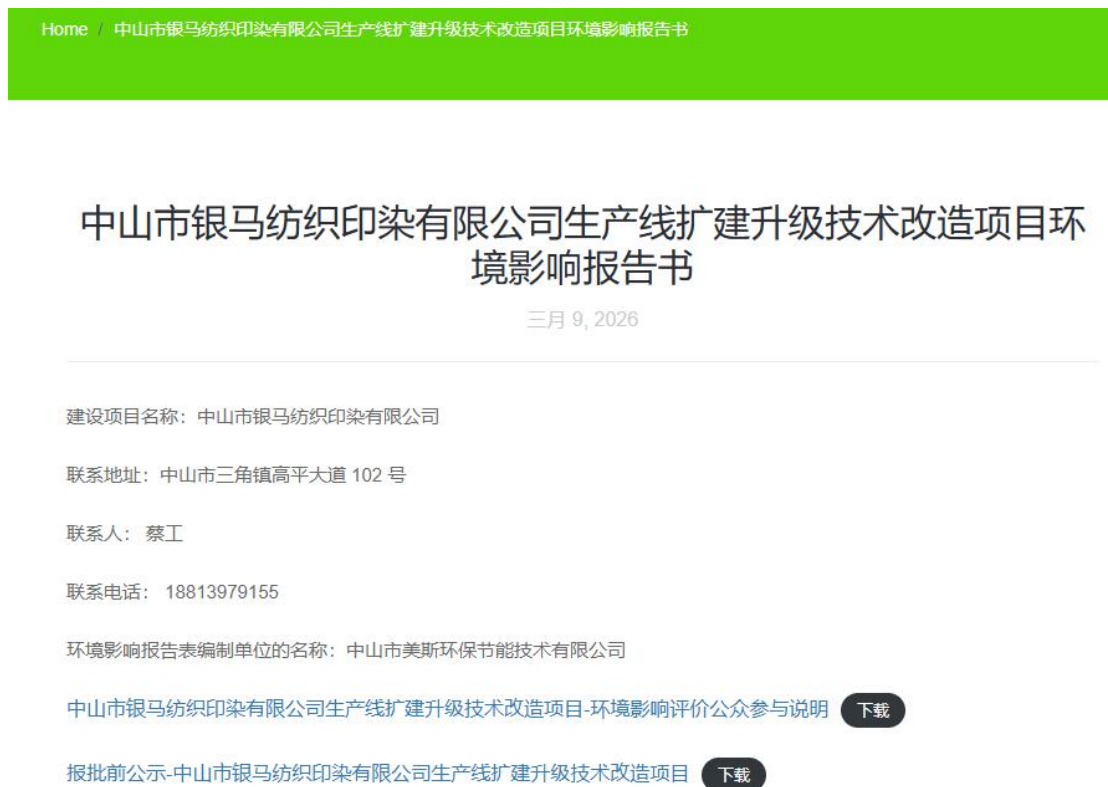 Home / 中山市银马纺织印染有限公司生产线扩建升级技术改造项目环境影响报告书
中山市银马纺织印染有限公司生产线扩建升级技术改造项目环
境影响报告书
三月 9, 2026
建设项目名称：中山市银马纺织印染有限公司
联系地址：中山市三角镇高平大道 102 号
联系人： 蔡工
联系电话： 18813979155
环境影响报告表编制单位的名称：中山市美斯环保节能技术有限公司
中山市银马纺织印染有限公司生产线扩建升级技术改造项目-环境影响评价公众参与说明 下载
报批前公示-中山市银马纺织印染有限公司生产线扩建升级技术改造项目 下载